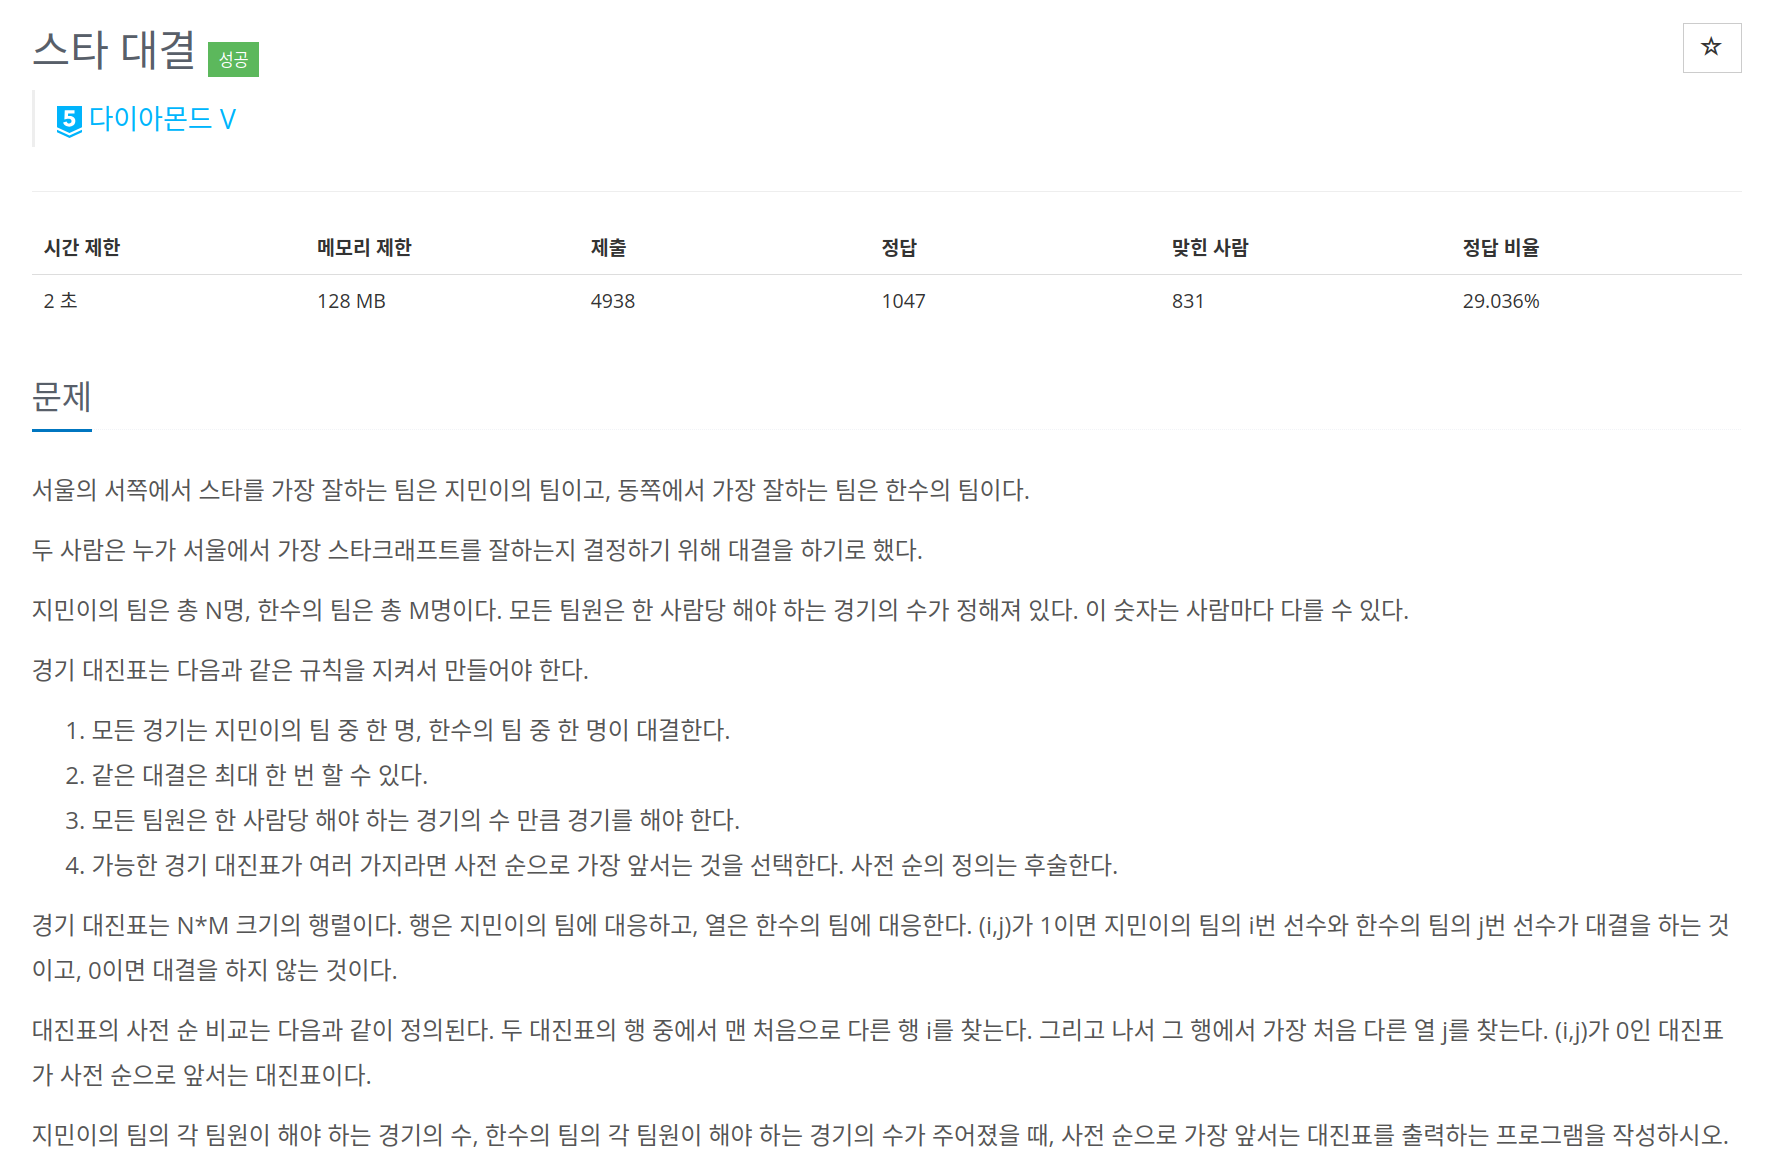 스타 대결 성공
☆
5 다이아몬드 V
시간 제한 메모리 제한 제출 정답 맞힌 사람 정답 비율
2 초 128 MB 4938 1047 831 29.036%
문제
서울의 서쪽에서 스타를 가장 잘하는 팀은 지민이의 팀이고, 동쪽에서 가장 잘하는 팀은 한수의 팀이다.
두 사람은 누가 서울에서 가장 스타크래프트를 잘하는지 결정하기 위해 대결을 하기로 했다.
지민이의 팀은 총 N명, 한수의 팀은 총 M명이다. 모든 팀원은 한 사람당 해야 하는 경기의 수가 정해져 있다. 이 숫자는 사람마다 다를 수 있다.
경기 대진표는 다음과 같은 규칙을 지켜서 만들어야 한다.
1. 모든 경기는 지민이의 팀 중 한 명, 한수의 팀 중 한 명이 대결한다.
2. 같은 대결은 최대 한 번 할 수 있다.
3. 모든 팀원은 한 사람당 해야 하는 경기의 수 만큼 경기를 해야 한다.
4. 가능한 경기 대진표가 여러 가지라면 사전 순으로 가장 앞서는 것을 선택한다. 사전 순의 정의는 후술한다.
경기 대진표는 N*M 크기의 행렬이다. 행은 지민이의 팀에 대응하고, 열은 한수의 팀에 대응한다. (i,j)가 1이면 지민이의 팀의 i번 선수와 한수의 팀의 j번 선수가 대결을 하는 것
이고, 0이면 대결을 하지 않는 것이다.
대진표의 사전 순 비교는 다음과 같이 정의된다. 두 대진표의 행 중에서 맨 처음으로 다른 행 i를 찾는다. 그리고 나서 그 행에서 가장 처음 다른 열 j를 찾는다. (i,j)가 0인 대진표
가 사전 순으로 앞서는 대진표이다.
지민이의 팀의 각 팀원이 해야 하는 경기의 수, 한수의 팀의 각 팀원이 해야 하는 경기의 수가 주어졌을 때, 사전 순으로 가장 앞서는 대진표를 출력하는 프로그램을 작성하시오.